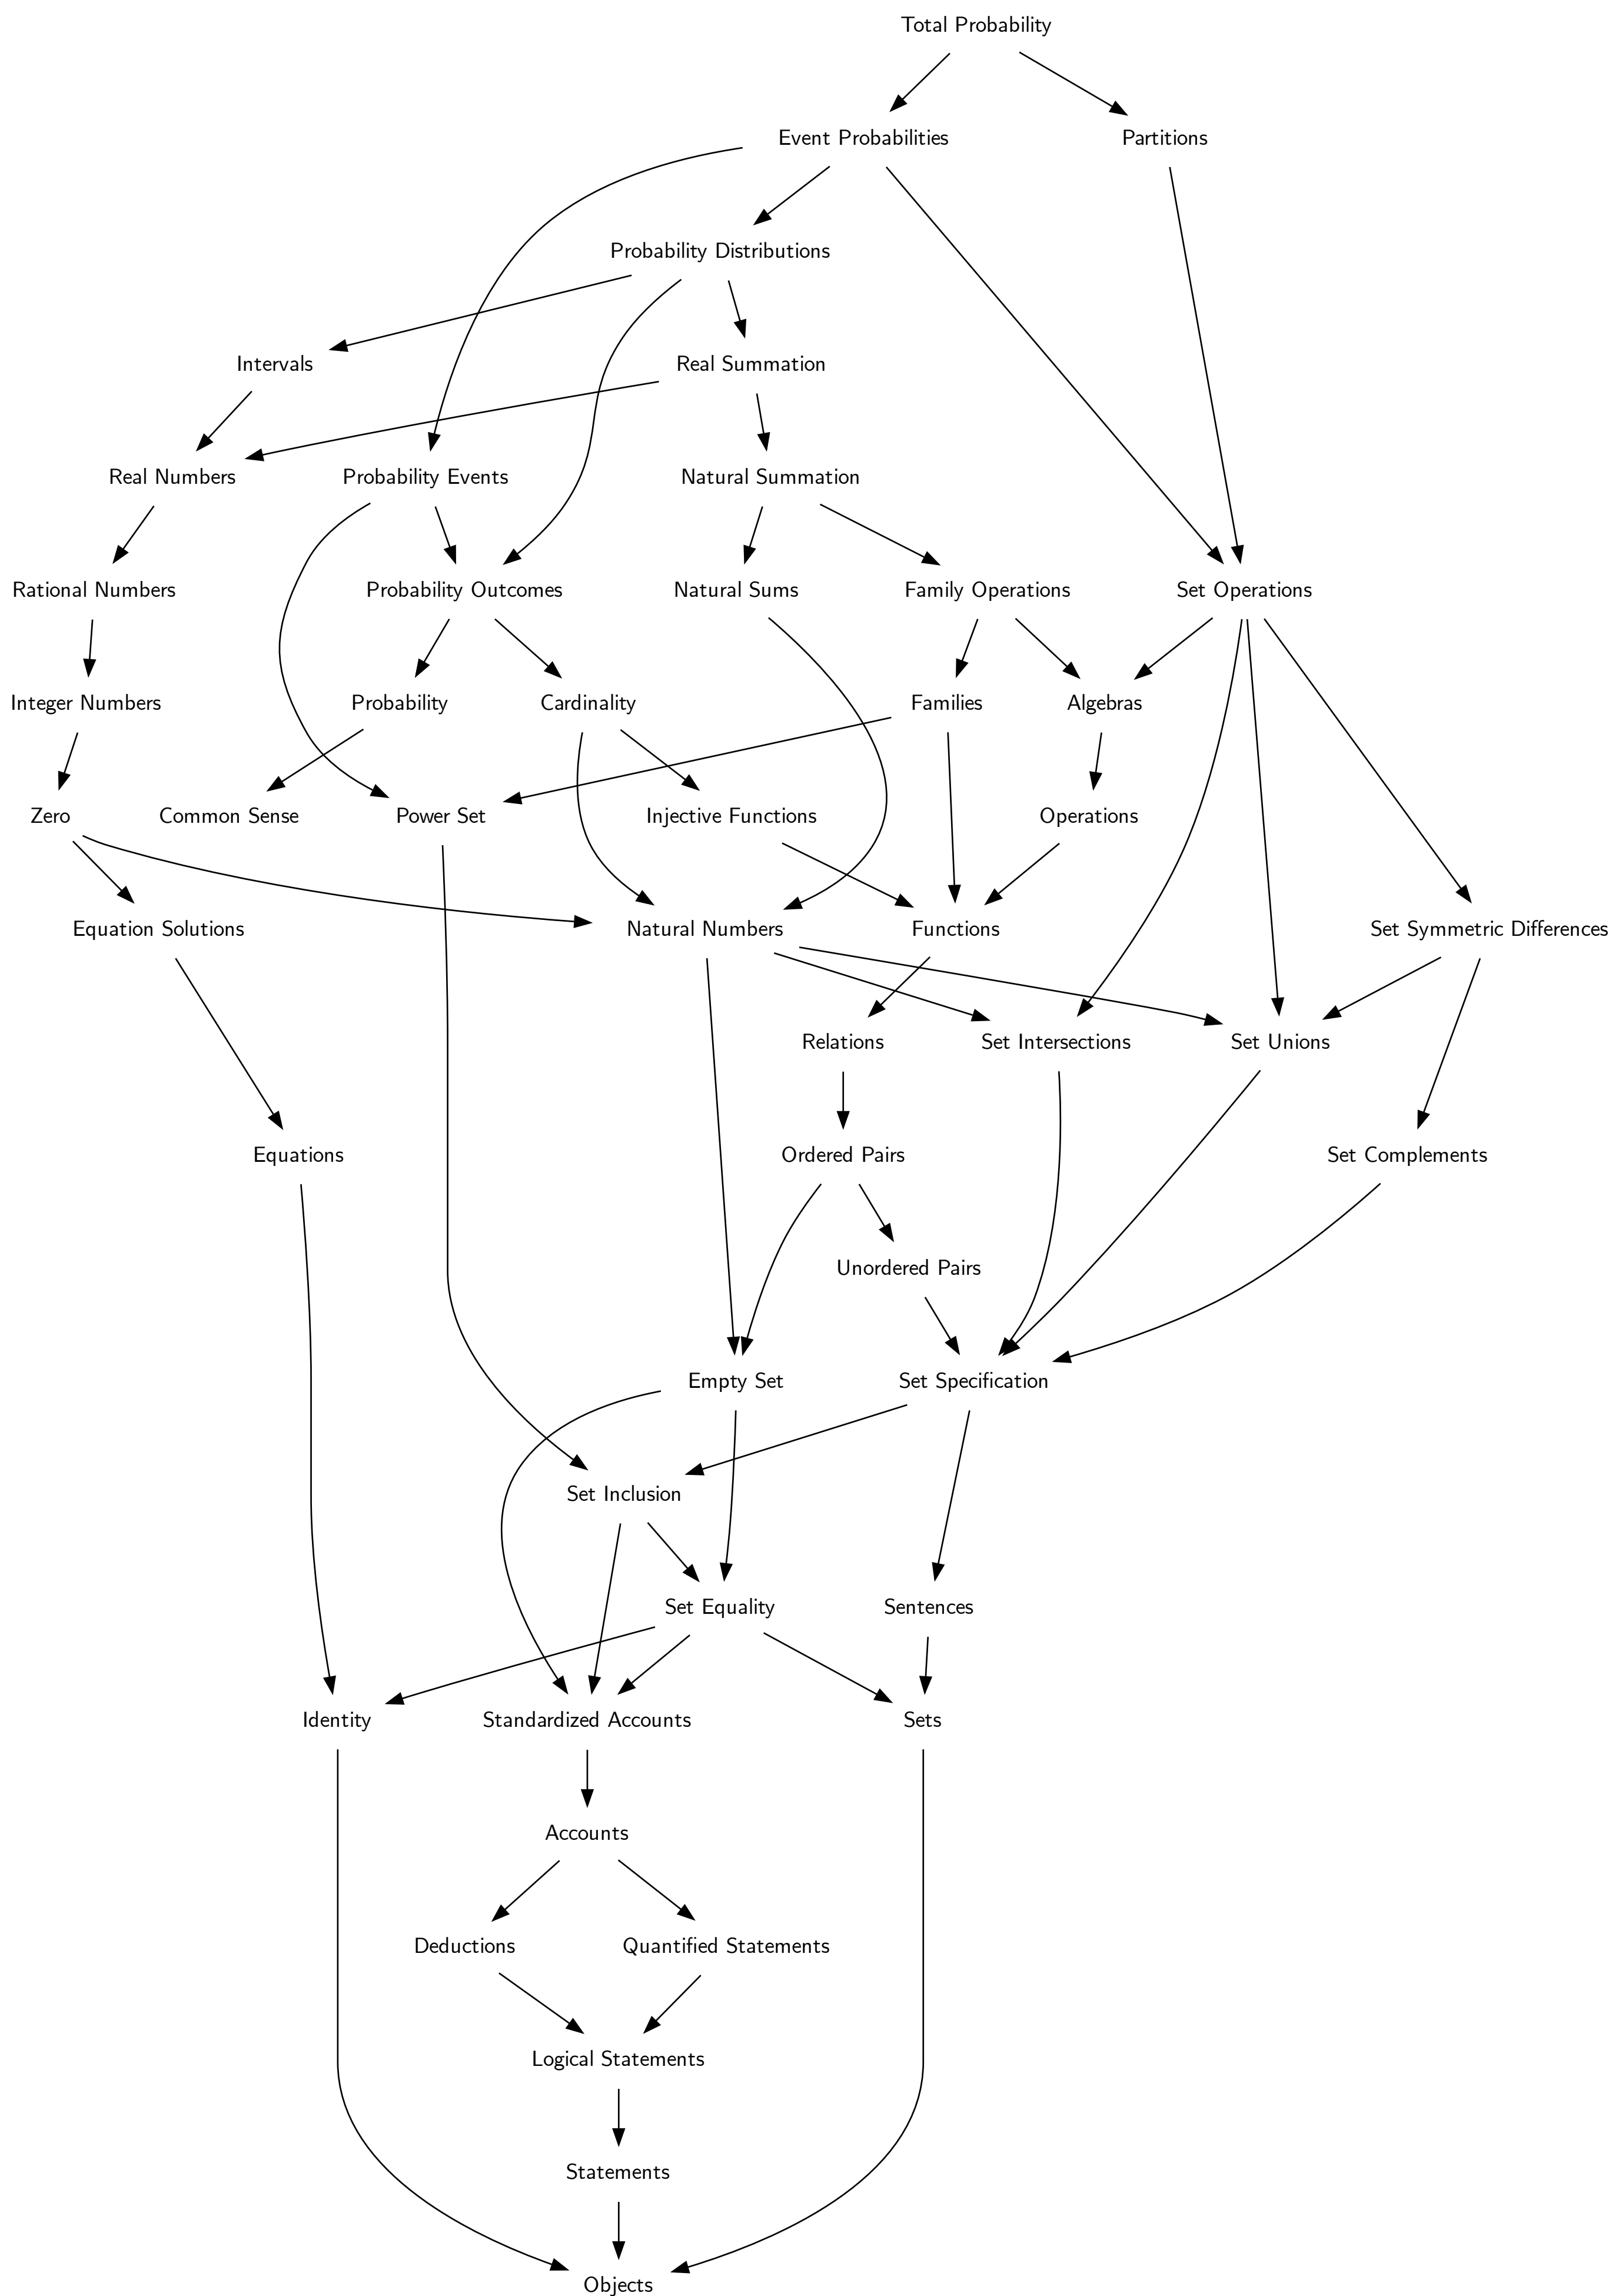 Total Probability
Event Probabilities
Partitions
Probability Distributions
Intervals
Real Summation
Real Numbers
Probability Events
Natural Summation
Rational Numbers
Probability Outcomes
Natural Sums
Family Operations
Set Operations
Integer Numbers
Probability
Cardinality
Families
Algebras
Zero
Common Sense
Power Set
Injective Functions
Operations
Equation Solutions
Natural Numbers
Functions
Set Symmetric Differences
Relations
Set Intersections
Set Unions
Equations
Ordered Pairs
Set Complements
Unordered Pairs
Empty Set
Set Specification
Set Inclusion
Set Equality
Sentences
Identity
Standardized Accounts
Sets
Accounts
Deductions
Quantified Statements
Logical Statements
Statements
Objects